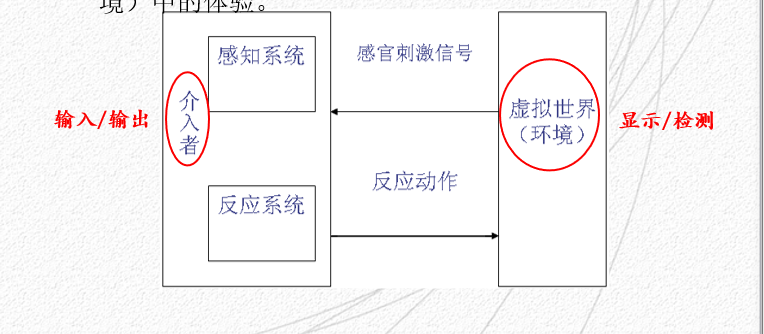 境）中的体验。
感知系统
感官刺激信号
输入/输出
介入者
虚拟世界
（环境）
显示/检测
反应动作
反应系统